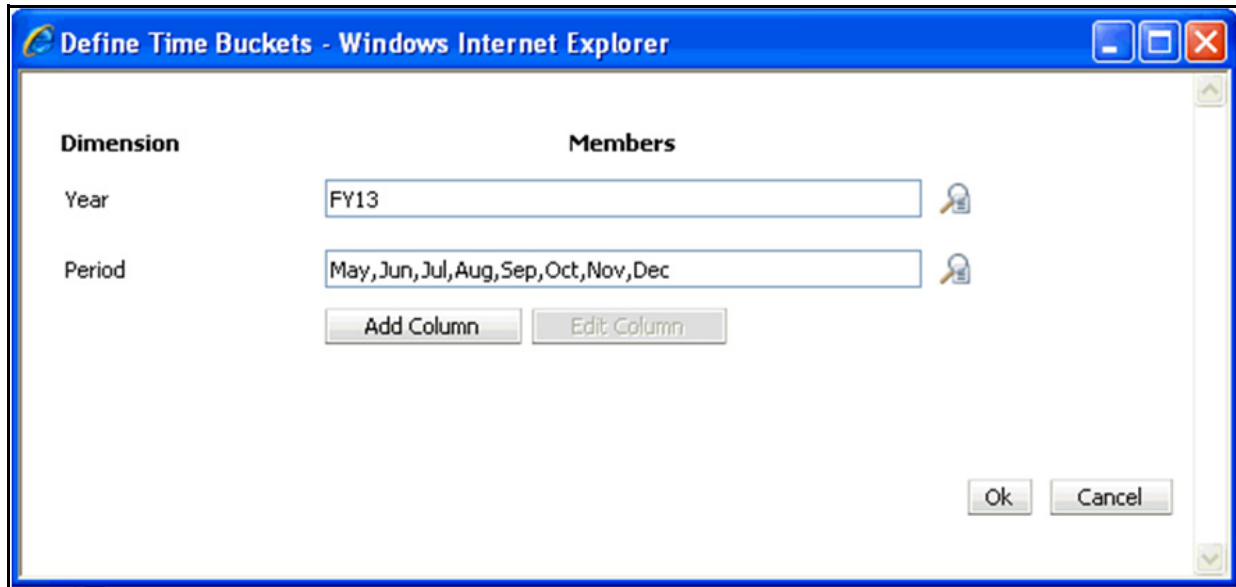 Define Time Buckets - Windows Internet Explorer
Dimension Members
Year FY13
Period May,Jun,Jul,Aug,Sep,Oct,Nov,Dec
Add Column Edit Column
Ok Cancel